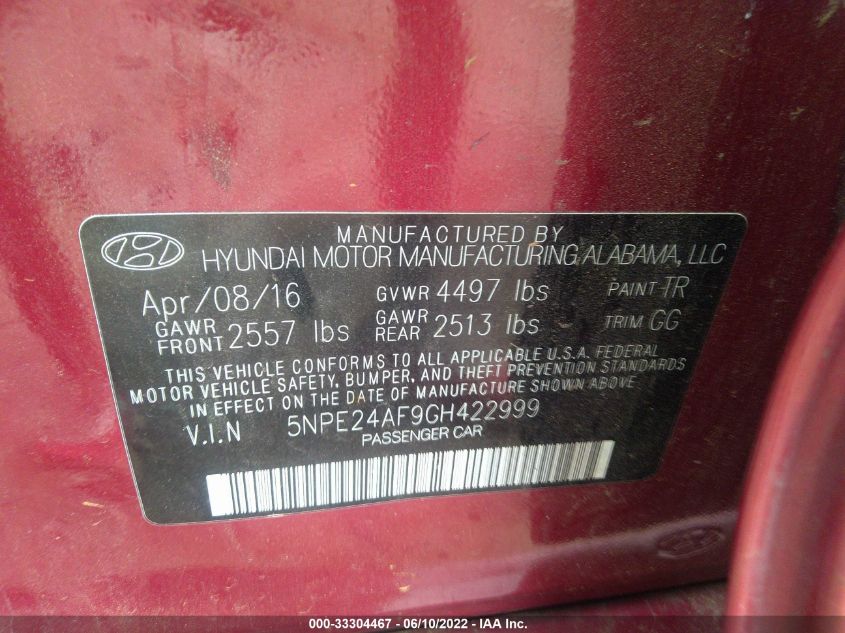 MANUFACTURED BY
HYUNDAI MOTOR MANUFACTURING ALABAMA, LLC
Apr/08/16 GVWR 4497 lbs PAINT TR
GAWR FRONT 2557 lbs GAWR REAR 2513 lbs TRIM GG
THIS VEHICLE CONFORMS TO ALL APPLICABLE U.S.A. FEDERAL
MOTOR VEHICLE SAFETY, BUMPER, AND THEFT PREVENTION STANDARDS
IN EFFECT ON THE DATE OF MANUFACTURE SHOWN ABOVE
V.I.N 5NPE24AF9GH422999
PASSENGER CAR
000-33304467 - 06/10/2022 - IAA Inc.